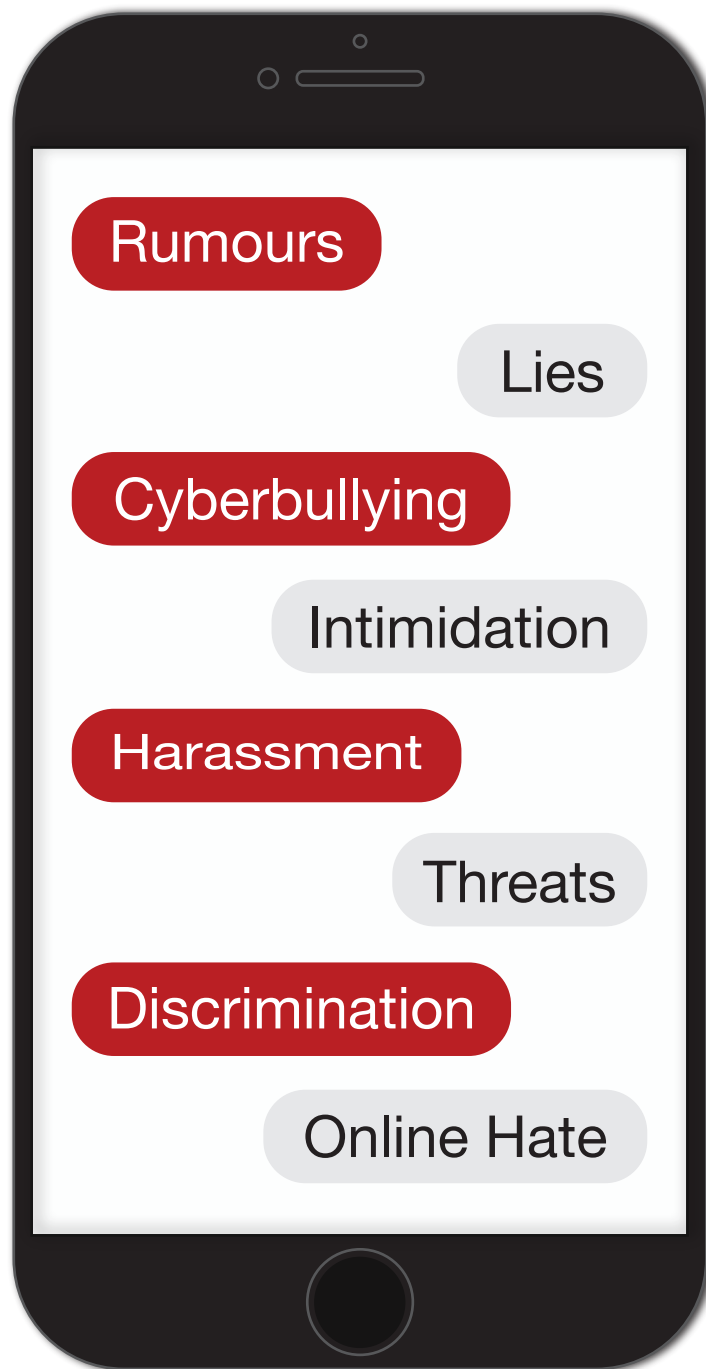 Rumours
Lies
Cyberbullying
Intimidation
Harassment
Threats
Discrimination
Online Hate